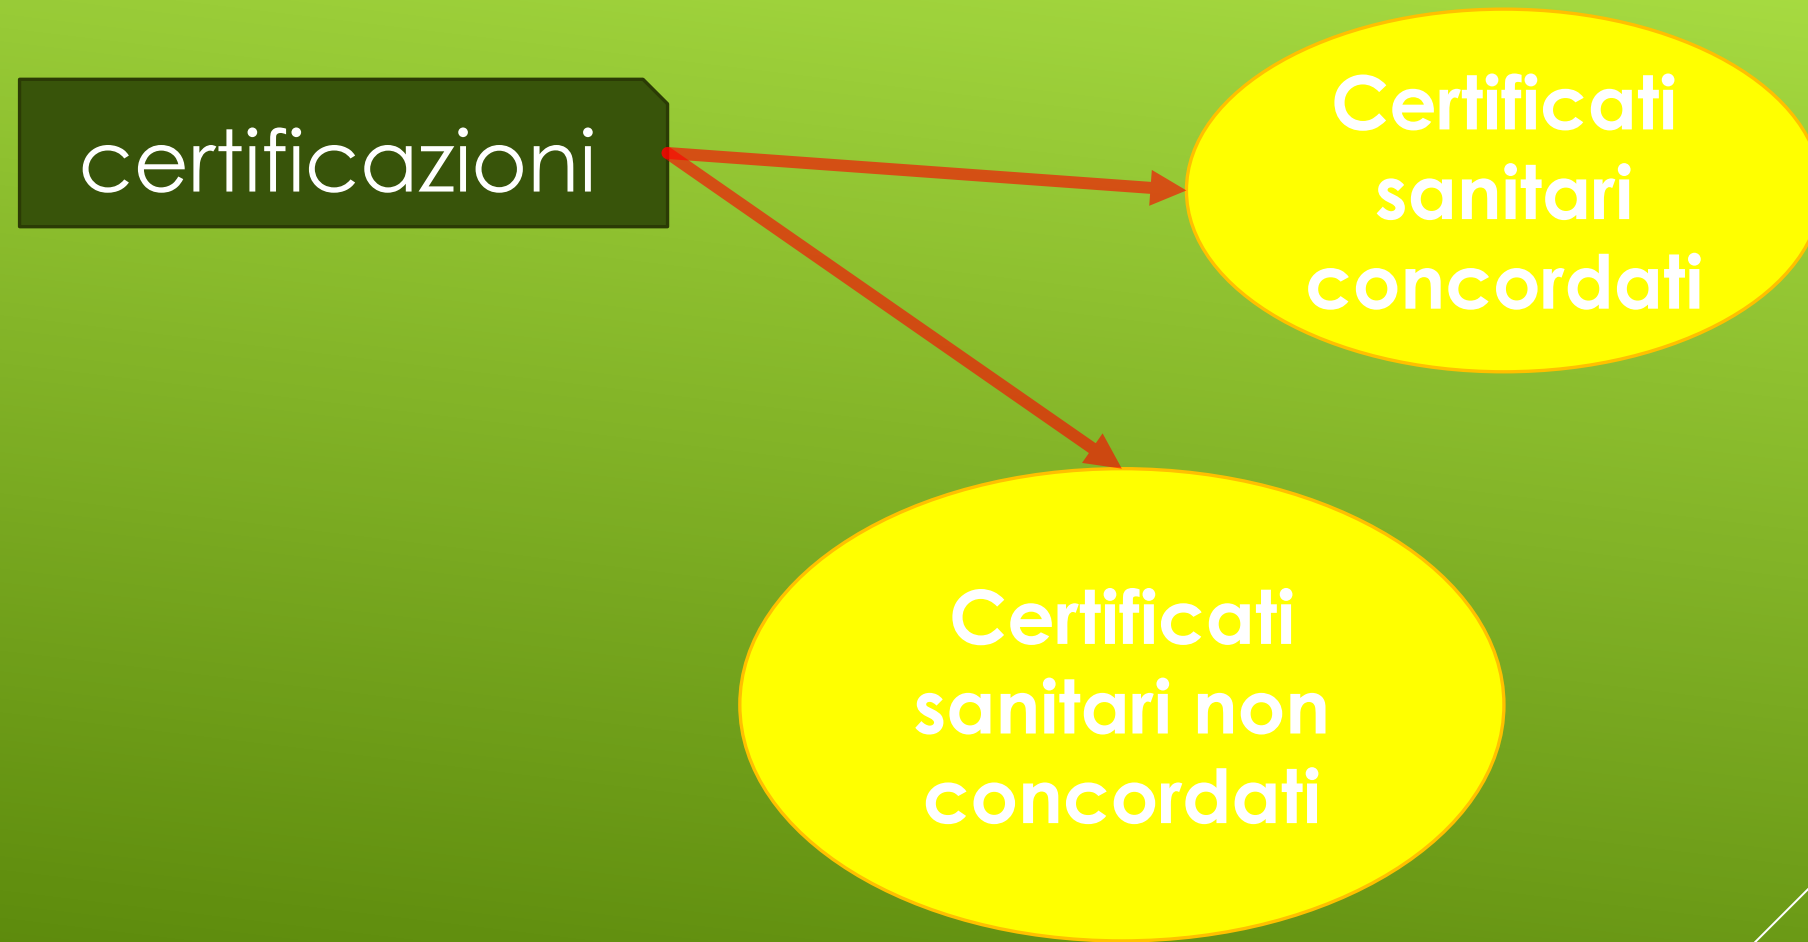 certificazioni
Certificati
sanitari
concordati
Certificati
sanitari non
concordati